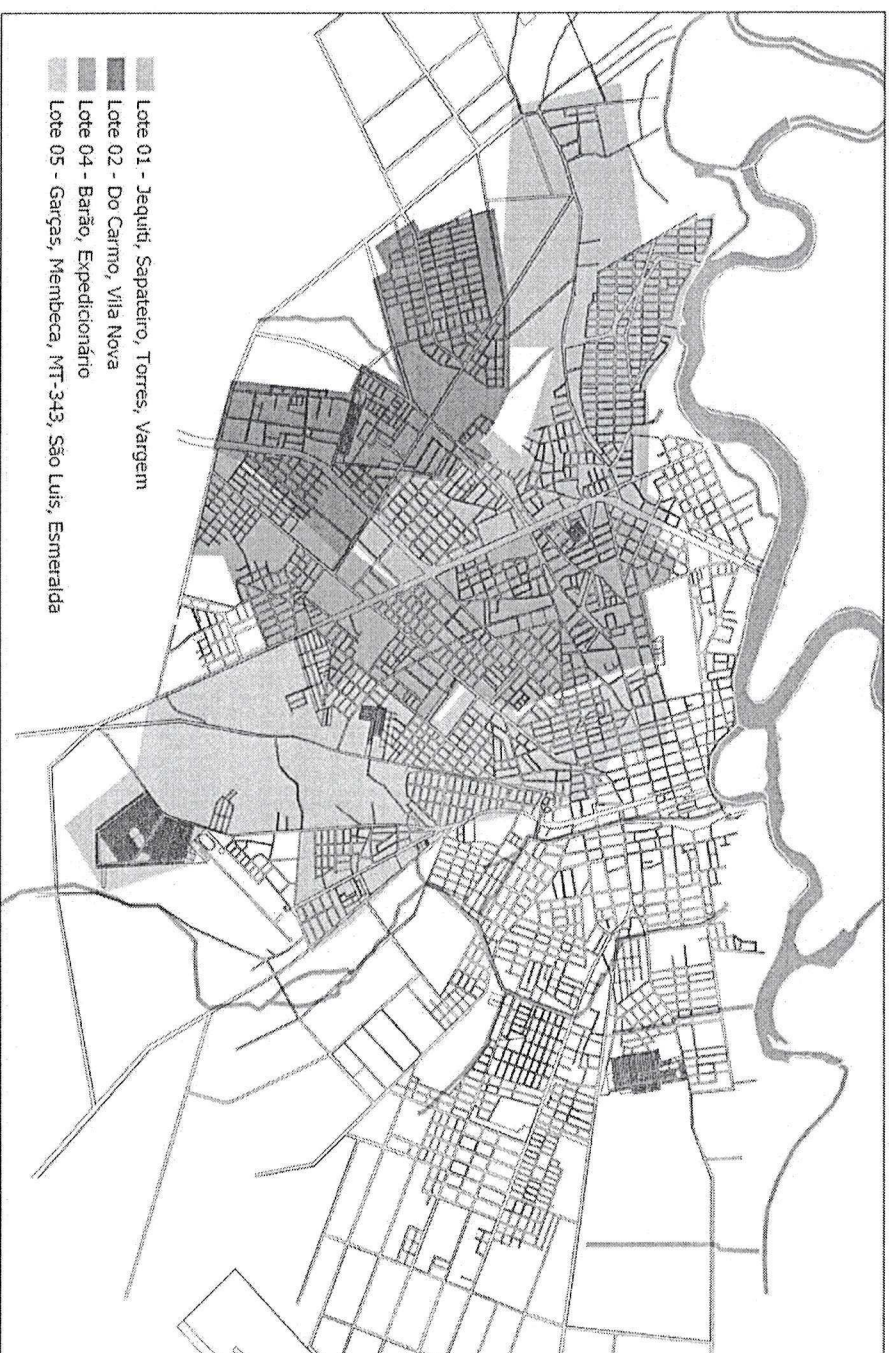 Lote 01 - Jequiti, Sapateiro, Torres, Vargem
Lote 02 - Do Carmo, Vila Nova
Lote 04 - Barão, Expedicionário
Lote 05 - Garças, Membeca, MT-343, São Luis, Esmeralda